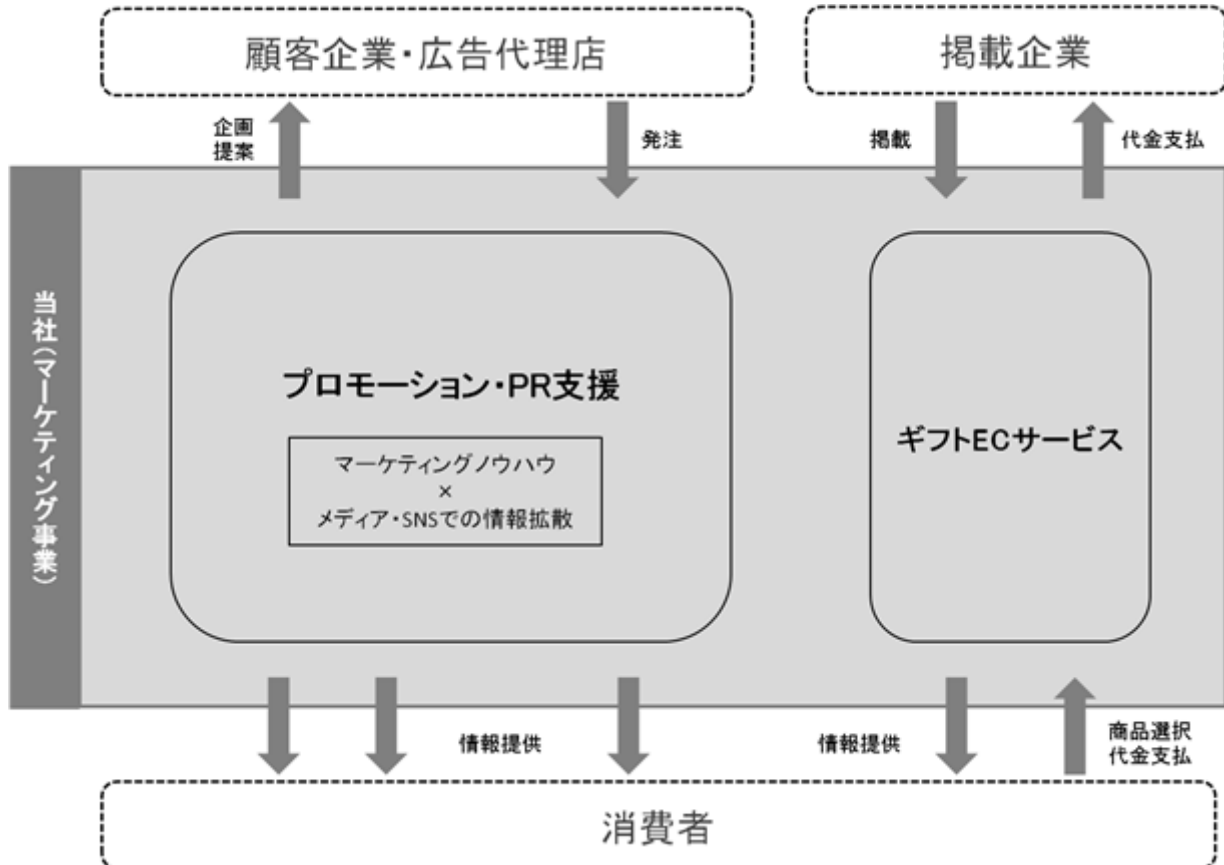 顧客企業・広告代理店
掲載企業
企画
提案
発注
掲載
代金支払
当社(マーケティング事業)
プロモーション・PR支援
マーケティングノウハウ
×
メディア・SNSでの情報拡散
ギフトECサービス
情報提供
情報提供
商品選択
代金支払
消費者